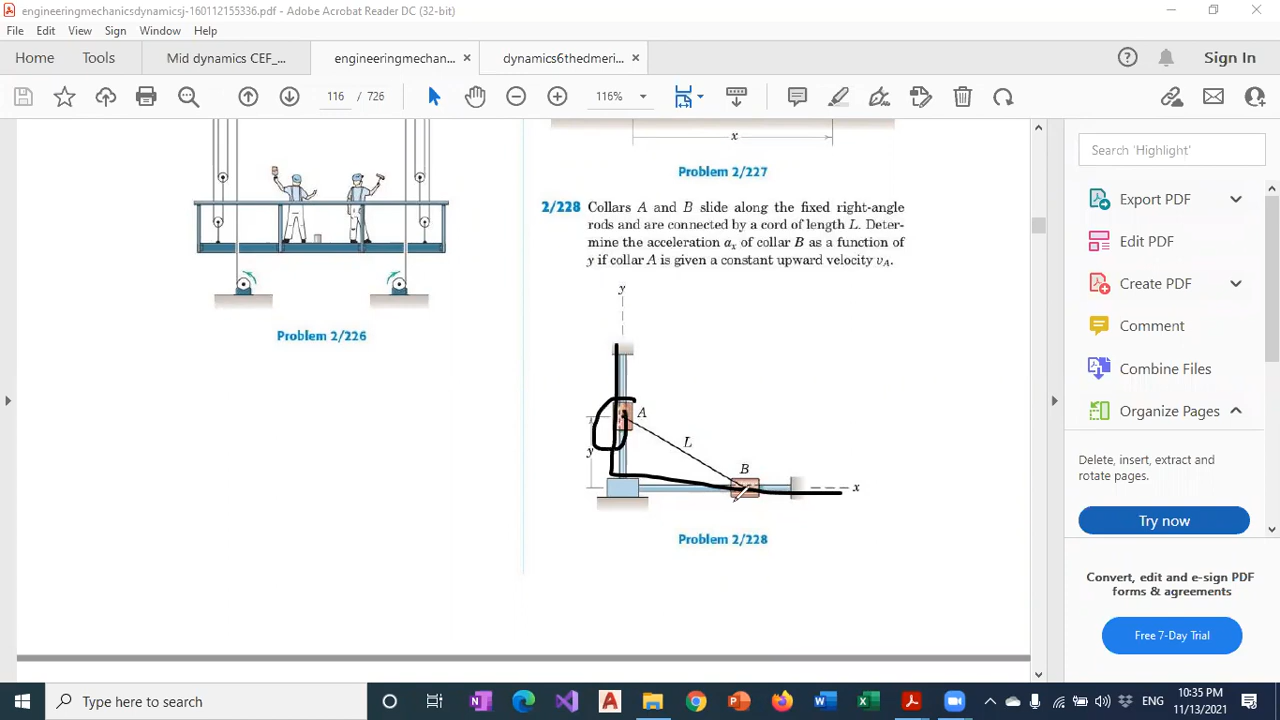 engineeringmechanicsdynamicsj-160112155336.pdf - Adobe Acrobat Reader DC (32-bit)
File Edit View Sign Window Help
Home Tools Mid dynamics CEF_... engineeringmechan... dynamics6thedmeri... Sign In
116 / 726 116%
Search 'Highlight'
Export PDF
Edit PDF
Create PDF
Comment
Combine Files
Organize Pages
Delete, insert, extract and
rotate pages.
Try now
Convert, edit and e-sign PDF
forms & agreements
Free 7-Day Trial
Problem 2/226
x
Problem 2/227
2/228 Collars A and B slide along the fixed right-angle
rods and are connected by a cord of length L. Deter-
mine the acceleration aₓ of collar B as a function of
y if collar A is given a constant upward velocity v_A.
y
A
L
y
B
x
Problem 2/228
Type here to search
ENG
10:35 PM
11/13/2021